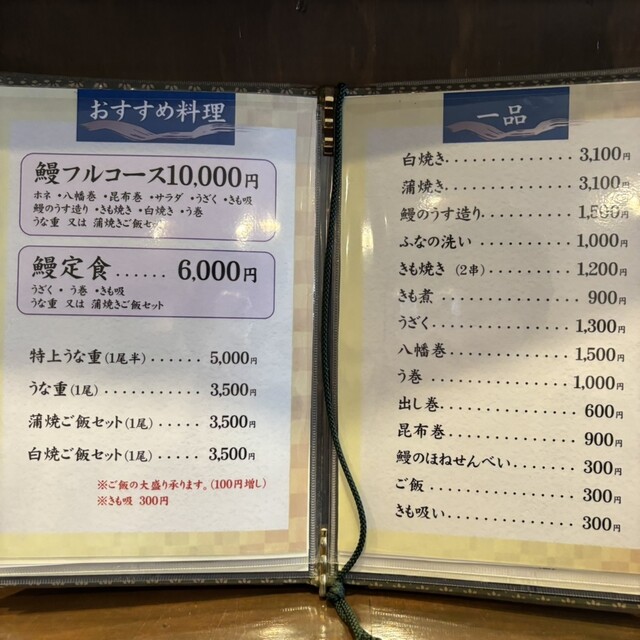 おすすめ料理
鰻フルコース10,000円
ホネ ・八幡巻 ・昆布巻 ・サラダ ・うざく ・きも吸
鰻のうす造り ・きも焼き ・白焼き ・う巻
うな重 又は 蒲焼きご飯セット
鰻定食...... 6,000円
うざく ・ う巻 ・きも吸
うな重 又は 蒲焼きご飯セット
特上うな重(1尾半)...... 5,000円
うな重(1尾)........... 3,500円
蒲焼ご飯セット(1尾)..... 3,500円
白焼ご飯セット(1尾)..... 3,500円
※ご飯の大盛り承ります。(100円増し)
※きも吸 300円
一品
白焼き............ 3,100円
蒲焼き............ 3,100円
鰻のうす造り........ 1,500円
ふなの洗い ........ 1,000円
きも焼き (2串)...... 1,200円
きも煮............ 900円
うざく............ 1,300円
八幡巻........... 1,500円
う巻............. 1,000円
出し巻............ 600円
昆布巻............ 900円
鰻のほねせんべい...... 300円
ご飯 ............ 300円
きも吸い........... 300円